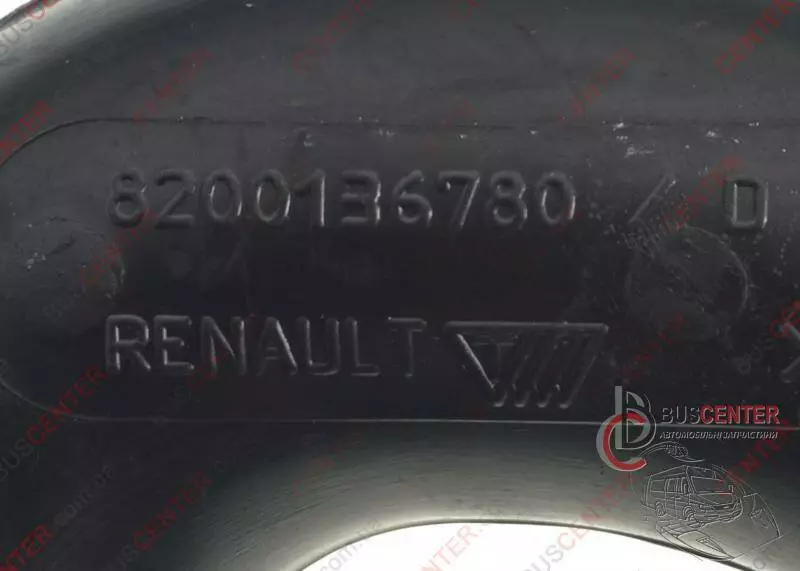 8200136780 / D
RENAULT
BUSCENTER
АВТОМОБІЛЬНІ ЗАПЧАСТИНИ